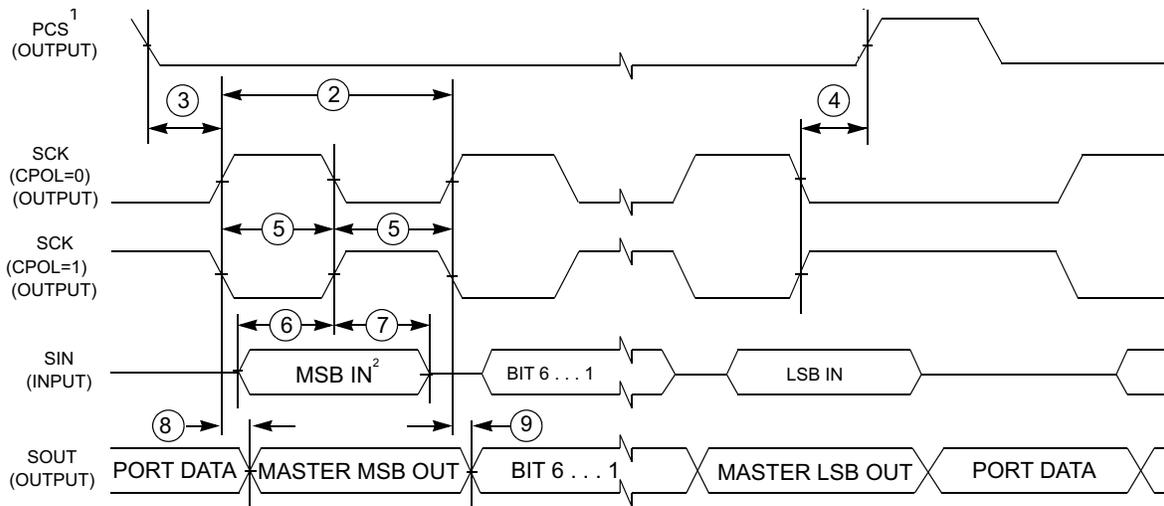 PCS1
(OUTPUT)
3
2
4
SCK
(CPOL=0)
(OUTPUT)
5
5
SCK
(CPOL=1)
(OUTPUT)
6
7
SIN
(INPUT)
MSB IN2
BIT 6 . . . 1
LSB IN
8
9
SOUT
(OUTPUT)
PORT DATA
MASTER MSB OUT
BIT 6 . . . 1
MASTER LSB OUT
PORT DATA